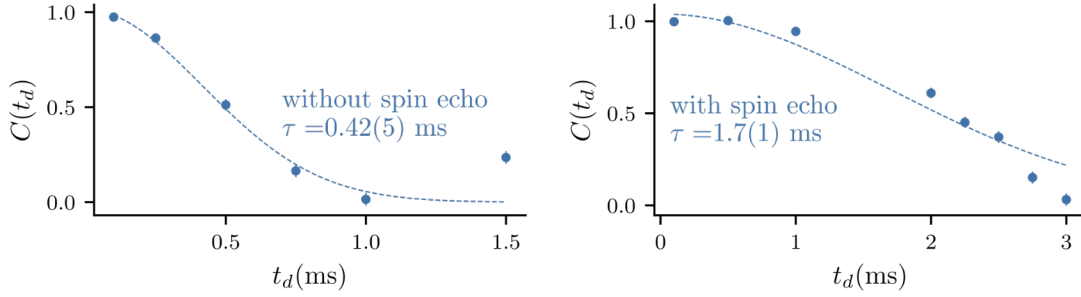 1.0
0.5
0.0
C(t_d)
without spin echo
τ =0.42(5) ms
0.5
1.0
1.5
t_d(ms)
1.0
0.5
0.0
C(t_d)
with spin echo
τ =1.7(1) ms
0
1
2
3
t_d(ms)